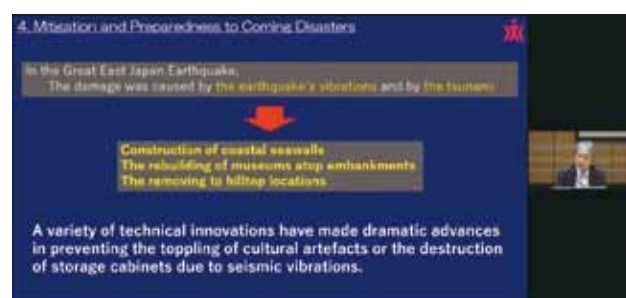 4. Mitigation and Preparedness to Coming Disasters
In the Great East Japan Earthquake,
The damage was caused by the earthquake's vibrations and by the tsunami
Construction of coastal seawalls
The rebuilding of museums atop embankments
The removing to hilltop locations
A variety of technical innovations have made dramatic advances
in preventing the toppling of cultural artefacts or the destruction
of storage cabinets due to seismic vibrations.